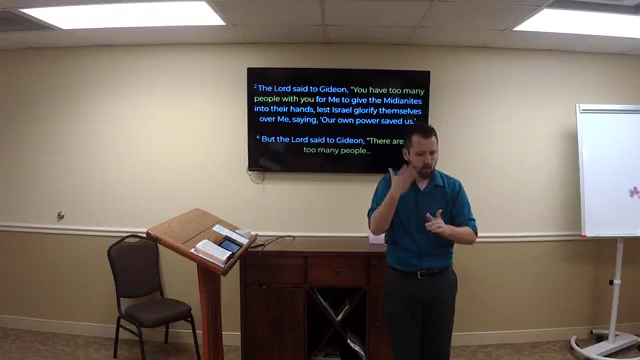 2 The Lord said to Gideon, "You have too many
people with you for Me to give the Midianites
into their hands, lest Israel glorify themselves
over Me, saying, 'Our own power saved us.'
4 But the Lord said to Gideon, "There are
too many people...